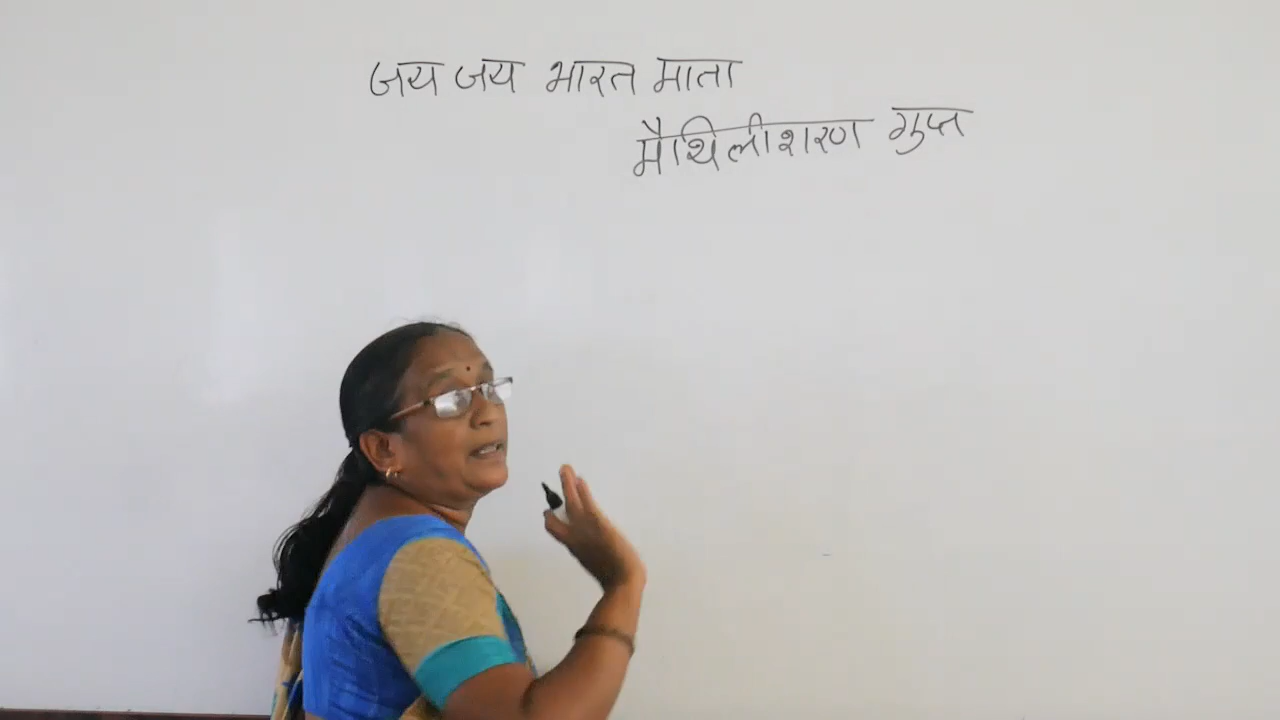 जय जय भारत माता
मैथिलीशरण गुप्त